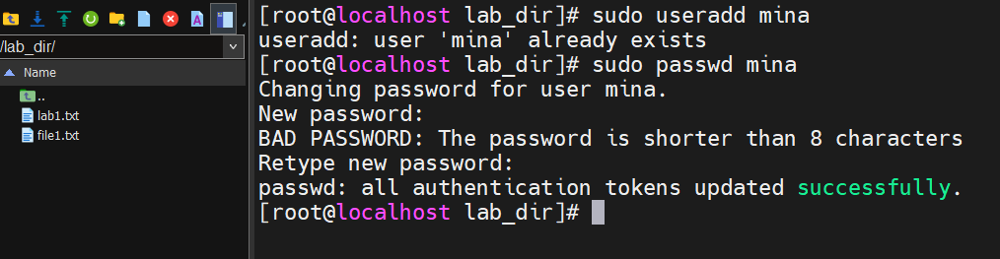 /lab_dir/
Name
..
lab1.txt
file1.txt
[root@localhost lab_dir]# sudo useradd mina
useradd: user 'mina' already exists
[root@localhost lab_dir]# sudo passwd mina
Changing password for user mina.
New password:
BAD PASSWORD: The password is shorter than 8 characters
Retype new password:
passwd: all authentication tokens updated successfully.
[root@localhost lab_dir]#